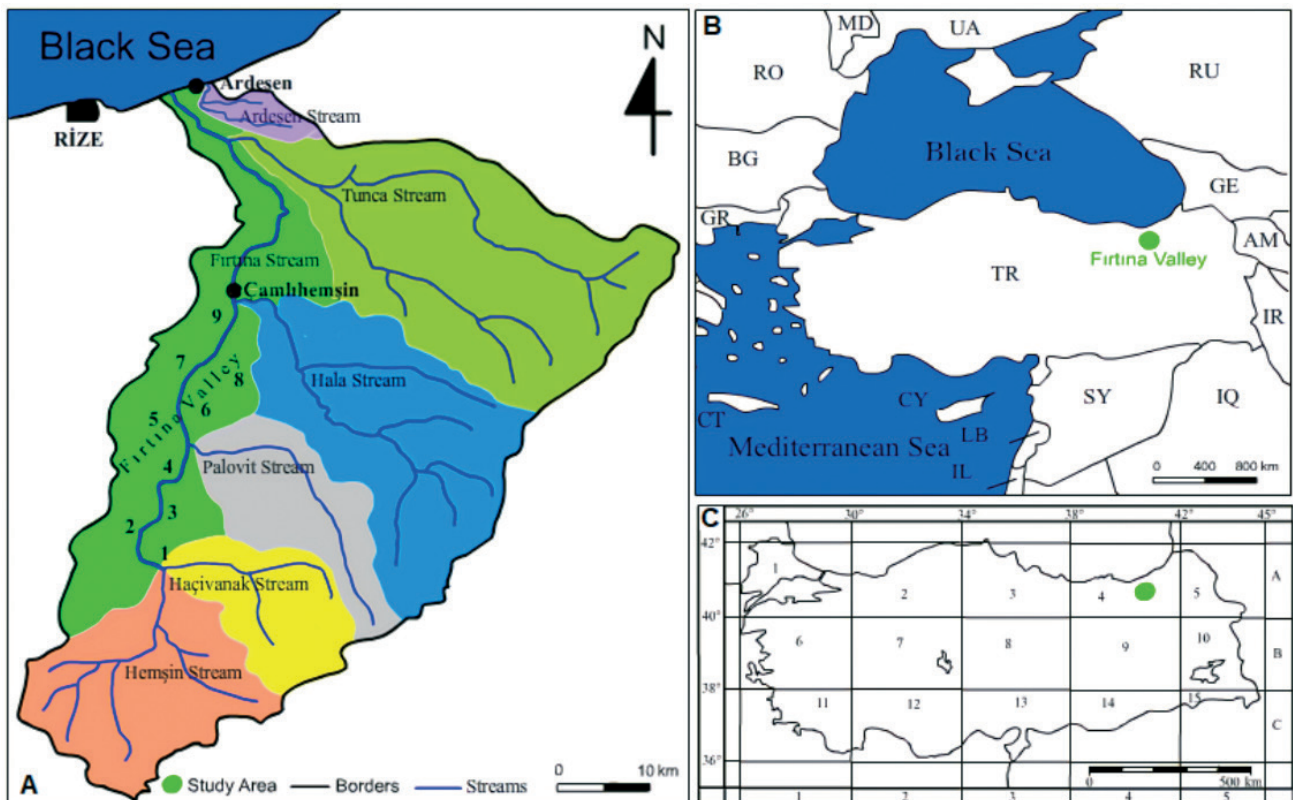 Black Sea
N
Ardeşen
Ardeşen Stream
RİZE
Tunca Stream
Fırtına Stream
Çamlıhemşin
9
7
8
Hala Stream
5
6
Fırtına Valley
4
Palovit Stream
3
2
1
Haçivanak Stream
Hemşin Stream
A
Study Area
Borders
Streams
0 10 km
B
MD
UA
RO
RU
Black Sea
BG
GE
GR
AM
Fırtına Valley
TR
IR
CY
SY
IQ
CT
LB
Mediterranean Sea
IL
0 400 800 km
C
26° 30° 34° 38° 42° 45°
42°
A
1
2 3 4 5
40°
6 7 8 9 10
B
38°
11 12 13 14 15
C
36°
0 500 km
1 2 3 4 5